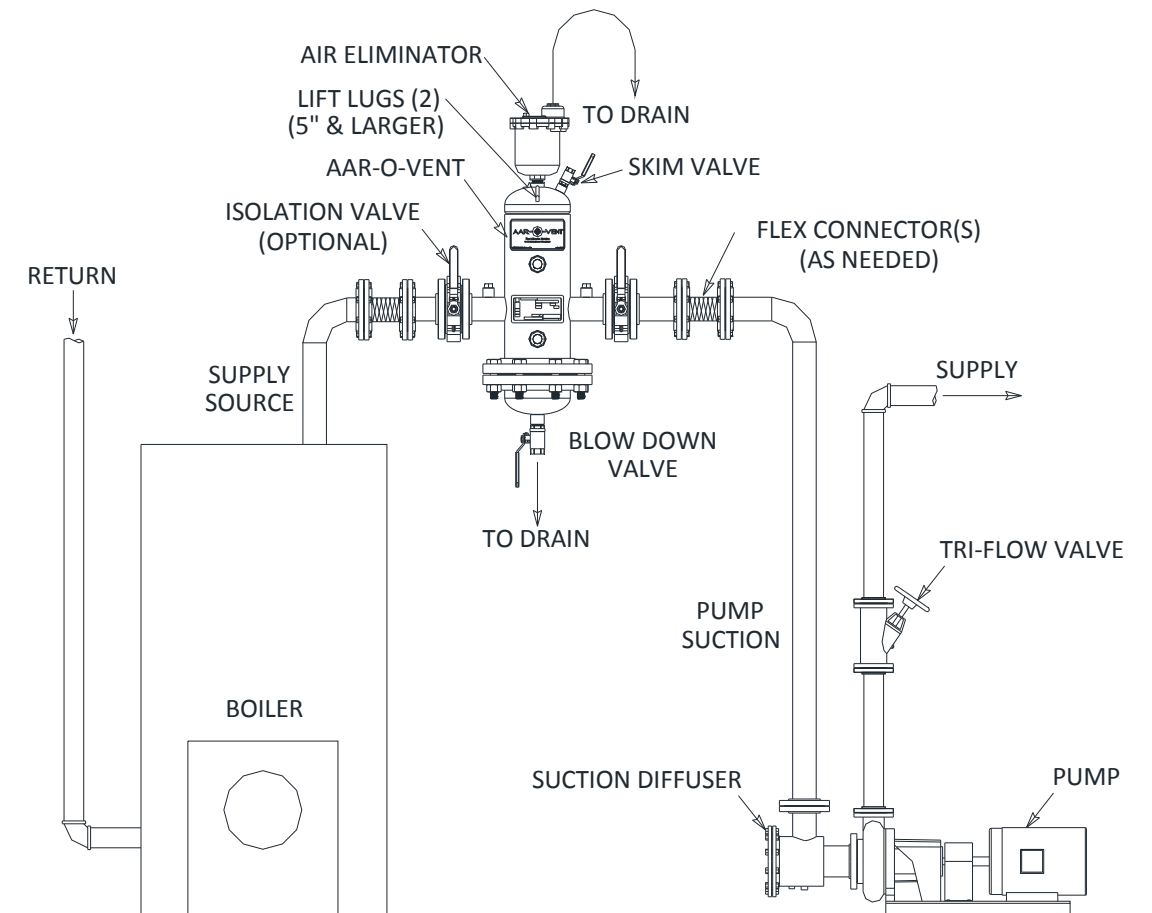 AIR ELIMINATOR
LIFT LUGS (2)
(5" & LARGER)
TO DRAIN
AAR-O-VENT
SKIM VALVE
ISOLATION VALVE
(OPTIONAL)
AAR-O-VENT
FLEX CONNECTOR(S)
(AS NEEDED)
RETURN
SUPPLY
SOURCE
SUPPLY
BLOW DOWN
VALVE
TO DRAIN
TRI-FLOW VALVE
PUMP
SUCTION
BOILER
SUCTION DIFFUSER
PUMP